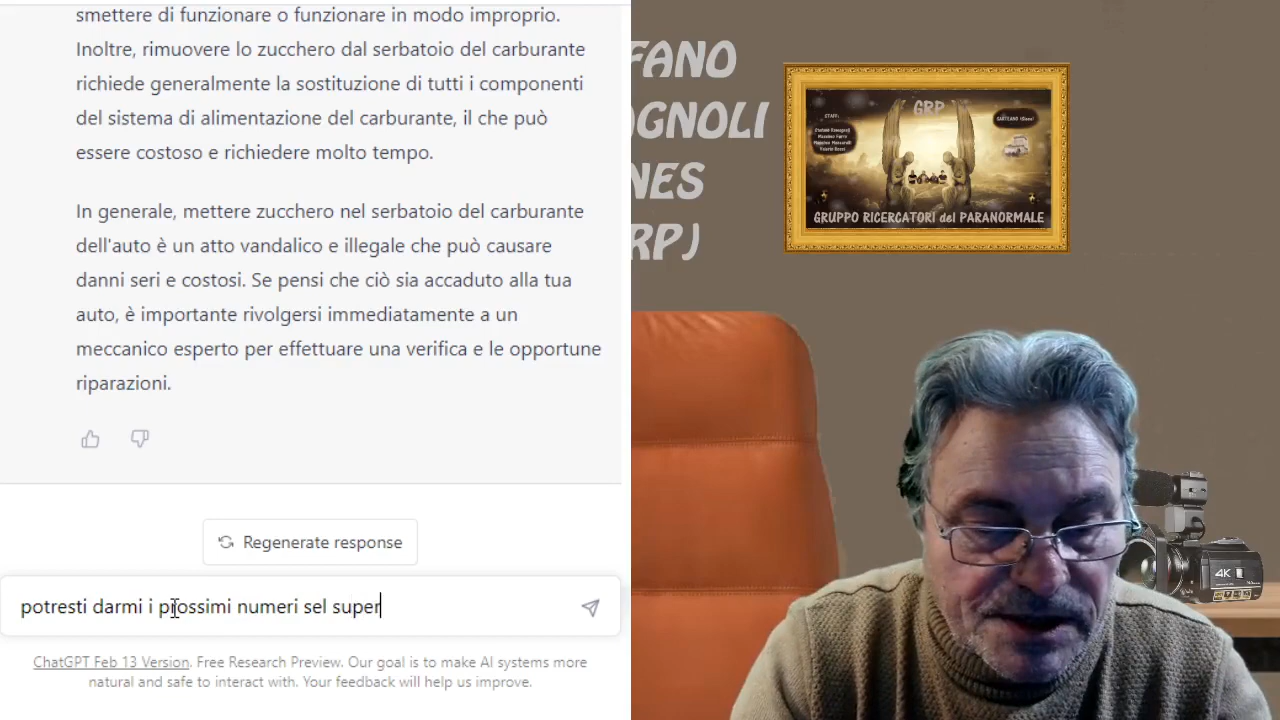 smettere di funzionare o funzionare in modo improprio.
Inoltre, rimuovere lo zucchero dal serbatoio del carburante
richiede generalmente la sostituzione di tutti i componenti
del sistema di alimentazione del carburante, il che può
essere costoso e richiedere molto tempo.
In generale, mettere zucchero nel serbatoio del carburante
dell'auto è un atto vandalico e illegale che può causare
danni seri e costosi. Se pensi che ciò sia accaduto alla tua
auto, è importante rivolgersi immediatamente a un
meccanico esperto per effettuare una verifica e le opportune
riparazioni.
Regenerate response
potresti darmi i prossimi numeri sel super
ChatGPT Feb 13 Version. Free Research Preview. Our goal is to make AI systems more
natural and safe to interact with. Your feedback will help us improve.
FANO
OGNOLI
NES
RP)
GRP
STAFF:
SARTEANO (Siena)
GRUPPO RICERCATORI del PARANORMALE
4K